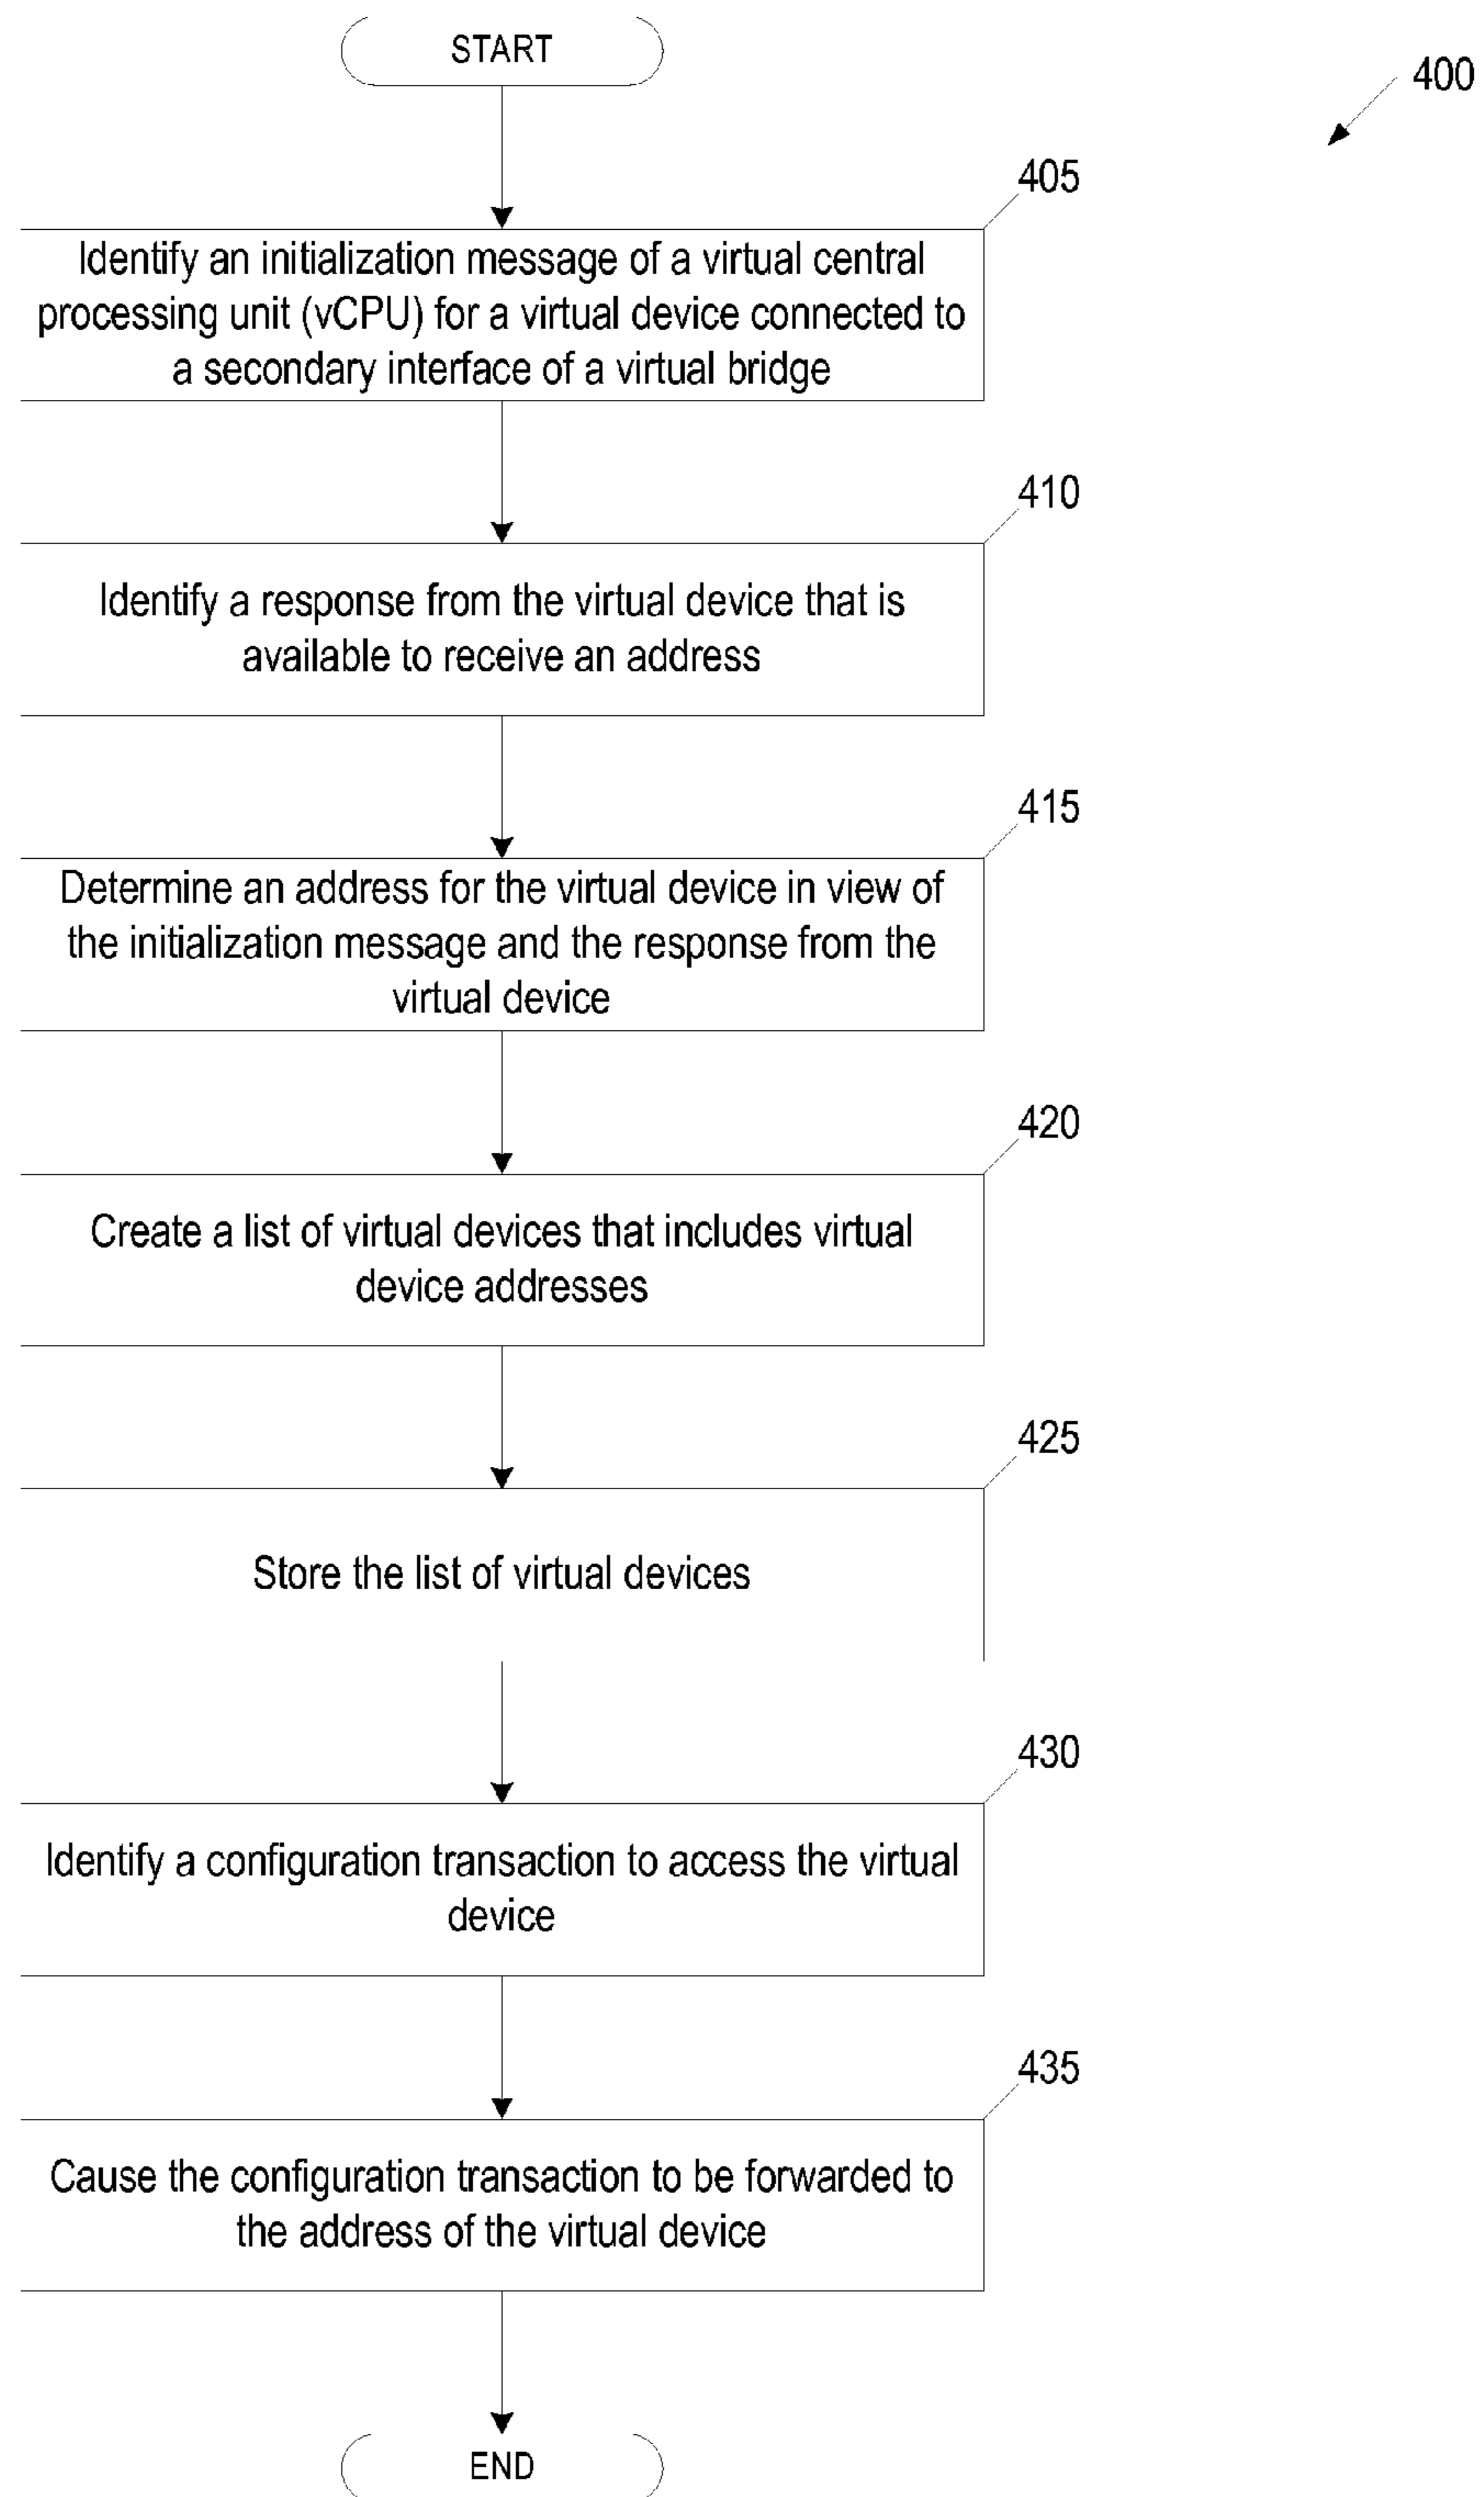 START
400
405
Identify an initialization message of a virtual central
processing unit (vCPU) for a virtual device connected to
a secondary interface of a virtual bridge
410
Identify a response from the virtual device that is
available to receive an address
415
Determine an address for the virtual device in view of
the initialization message and the response from the
virtual device
420
Create a list of virtual devices that includes virtual
device addresses
425
Store the list of virtual devices
430
Identify a configuration transaction to access the virtual
device
435
Cause the configuration transaction to be forwarded to
the address of the virtual device
END